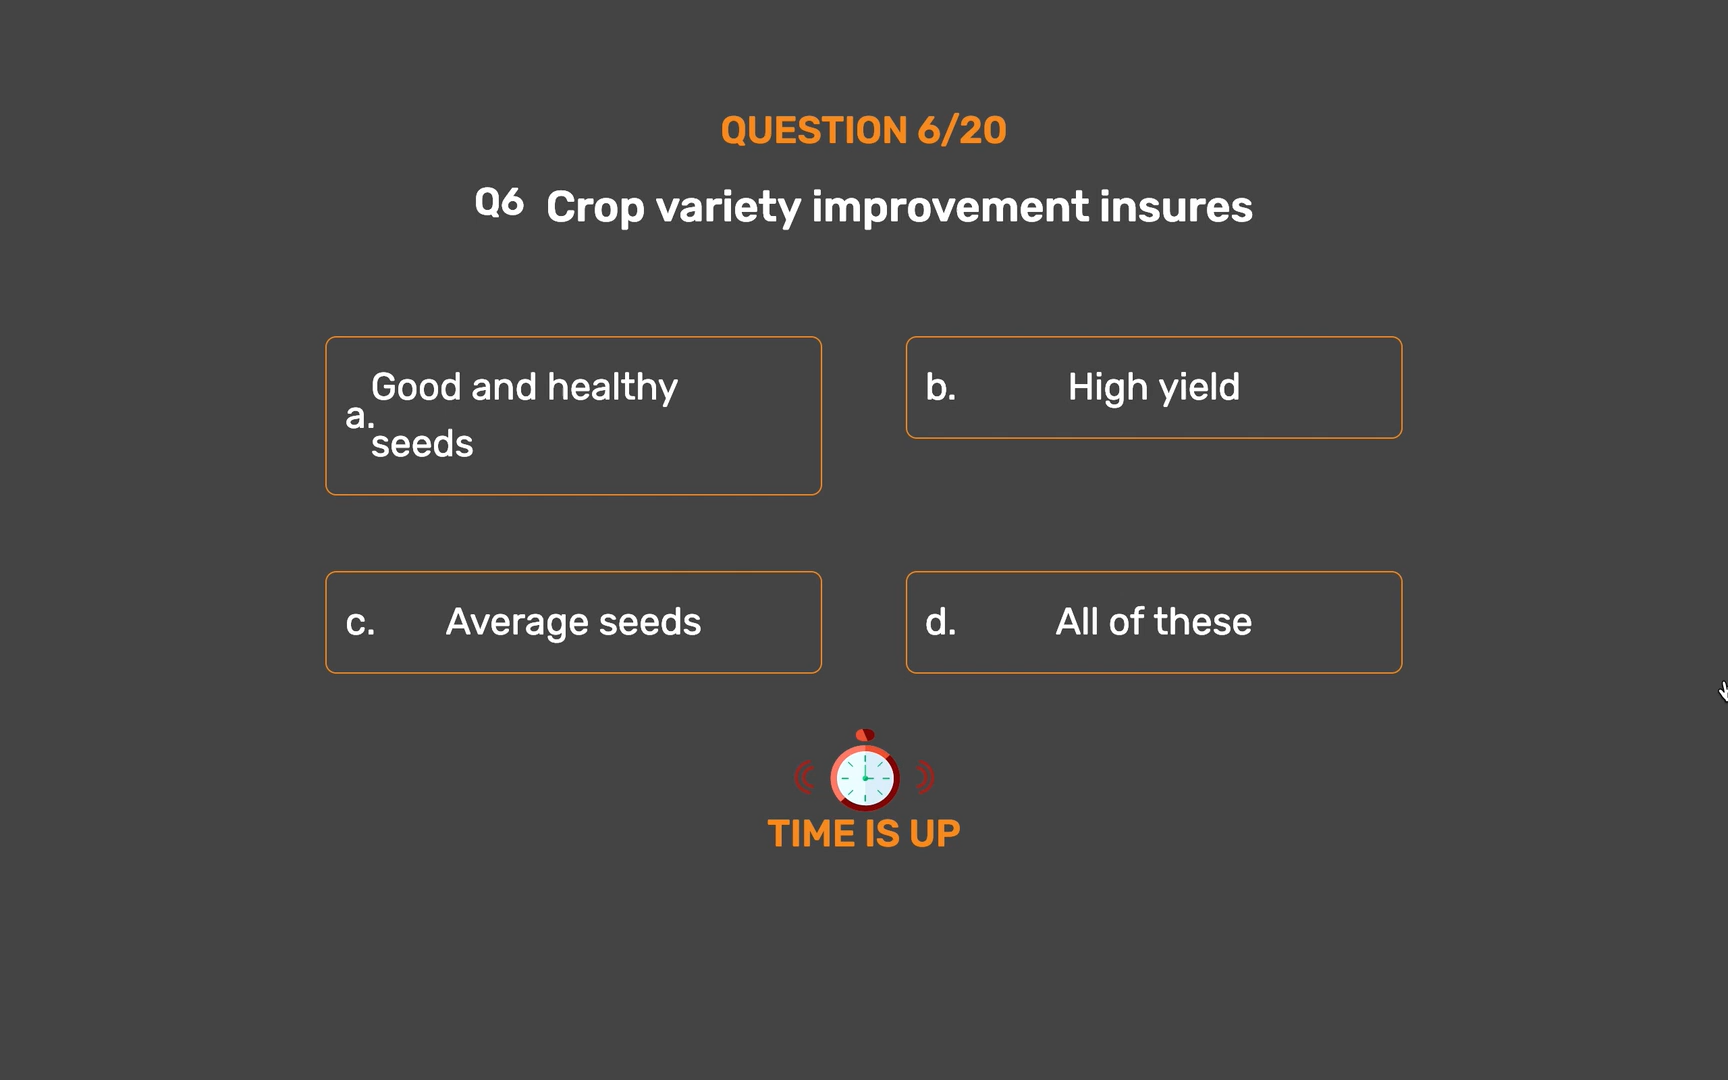 QUESTION 6/20
Q6 Crop variety improvement insures
a. Good and healthy
seeds
b. High yield
c. Average seeds
d. All of these
TIME IS UP